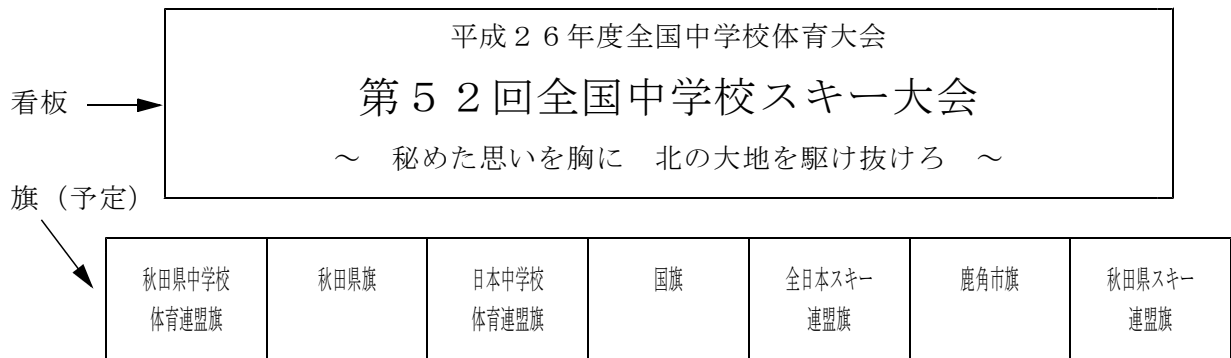 平成２６年度全国中学校体育大会
第５２回全国中学校スキー大会
～　秘めた思いを胸に　北の大地を駆け抜けろ　～
看板
旗（予定）
秋田県中学校
体育連盟旗
秋田県旗
日本中学校
体育連盟旗
国旗
全日本スキー
連盟旗
鹿角市旗
秋田県スキー
連盟旗